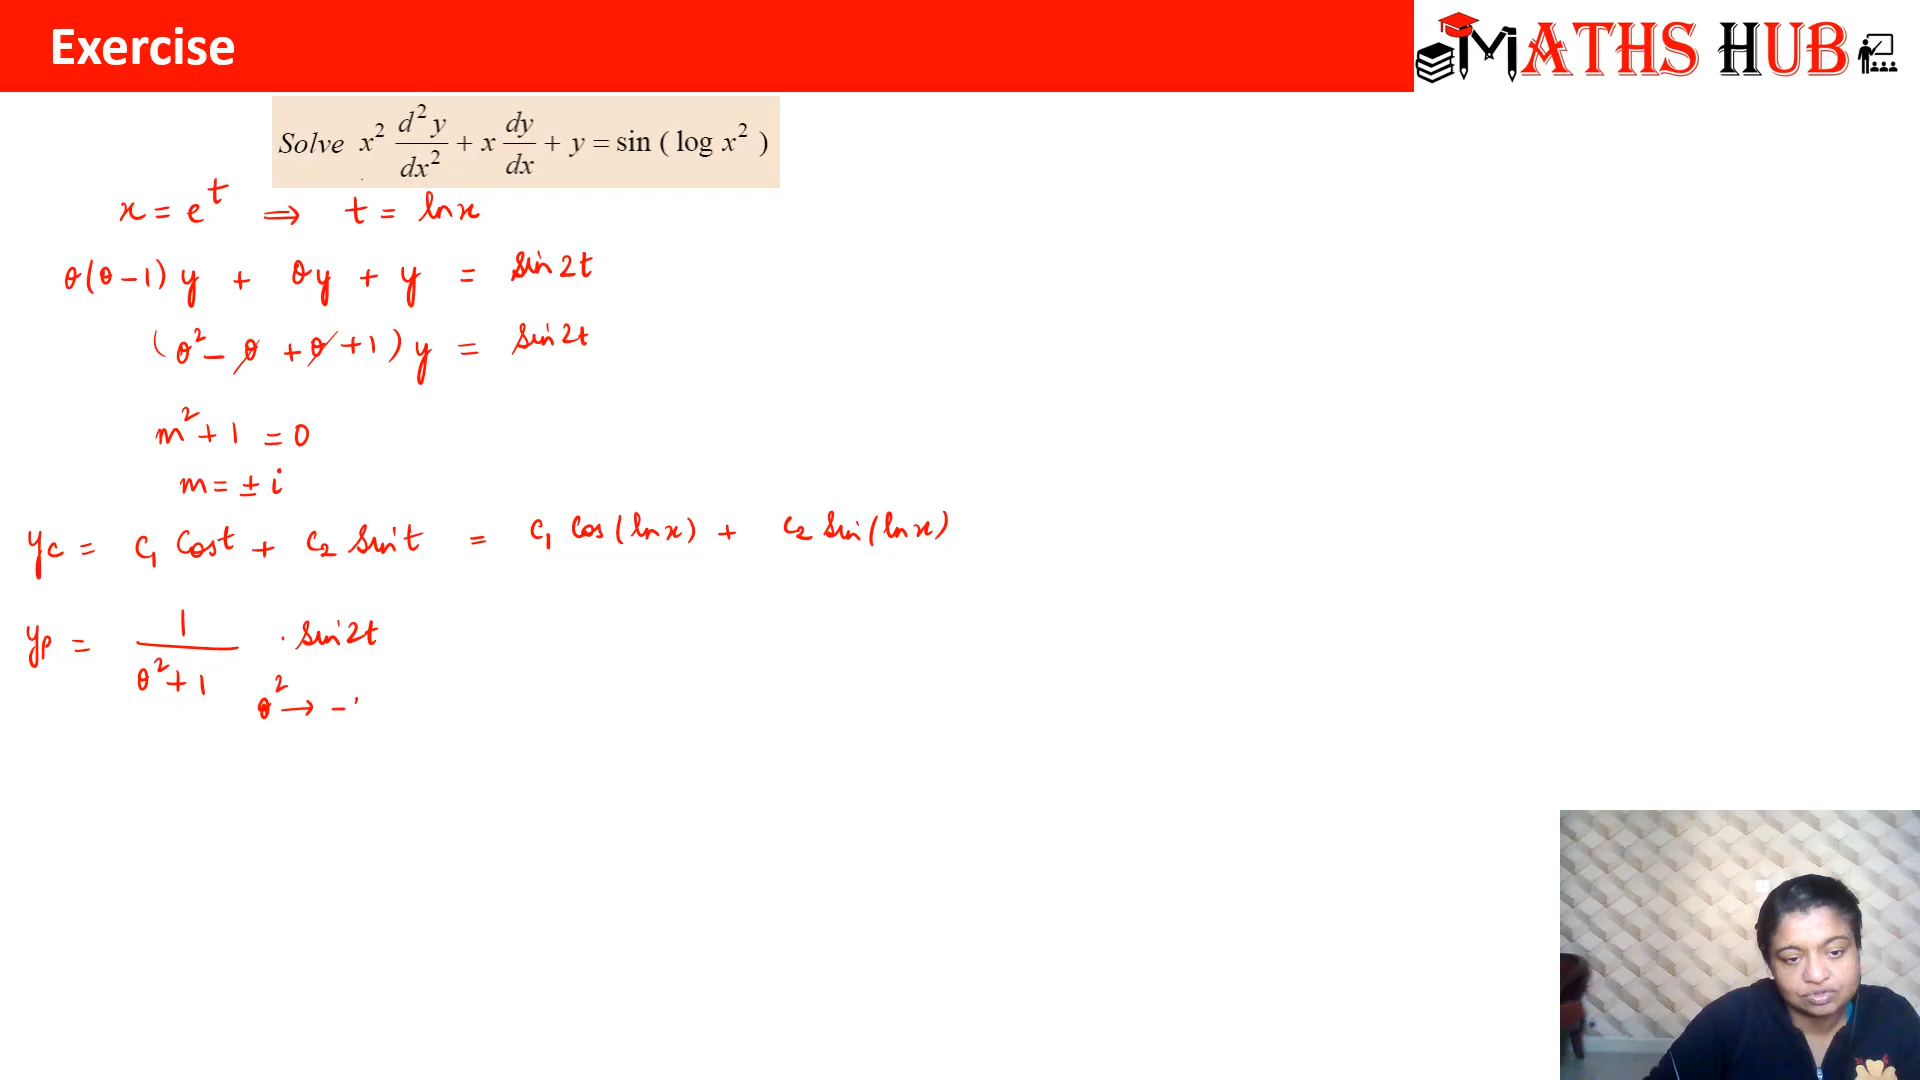 Exercise
MATHS HUB
Solve x² d²y/dx² + x dy/dx + y = sin ( log x² )
x = e^t ⇒ t = ln x
θ(θ-1) y + θy + y = sin 2t
(θ² - θ + θ + 1) y = sin 2t
m² + 1 = 0
m = ± i
y_c = c₁ cos t + c₂ sin t = c₁ cos (ln x) + c₂ sin (ln x)
y_p = 1/(θ² + 1) · sin 2t
θ² → -